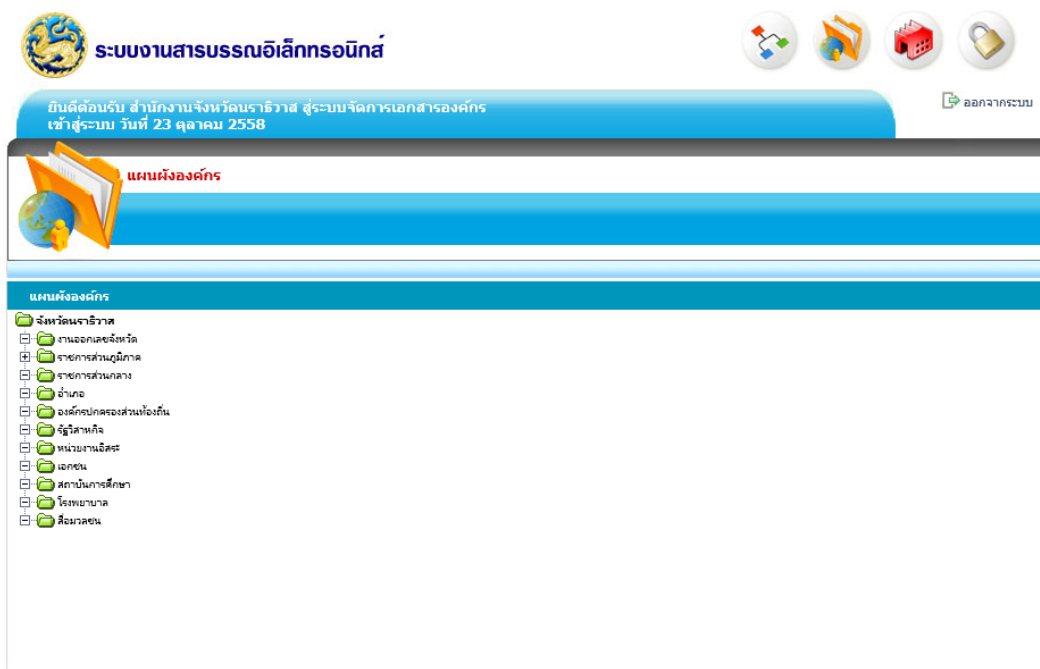 ระบบงานสารบรรณอิเล็กทรอนิกส์
ยินดีต้อนรับ สำนักงานจังหวัดนราธิวาส สู่ระบบจัดการเอกสารองค์กร
เข้าสู่ระบบ วันที่ 23 ตุลาคม 2558
ออกจากระบบ
แผนผังองค์กร
แผนผังองค์กร
จังหวัดนราธิวาส
งานออกเลขจังหวัด
ราชการส่วนภูมิภาค
ราชการส่วนกลาง
อำเภอ
องค์กรปกครองส่วนท้องถิ่น
รัฐวิสาหกิจ
หน่วยงานอิสระ
เอกชน
สถาบันการศึกษา
โรงพยาบาล
สื่อมวลชน